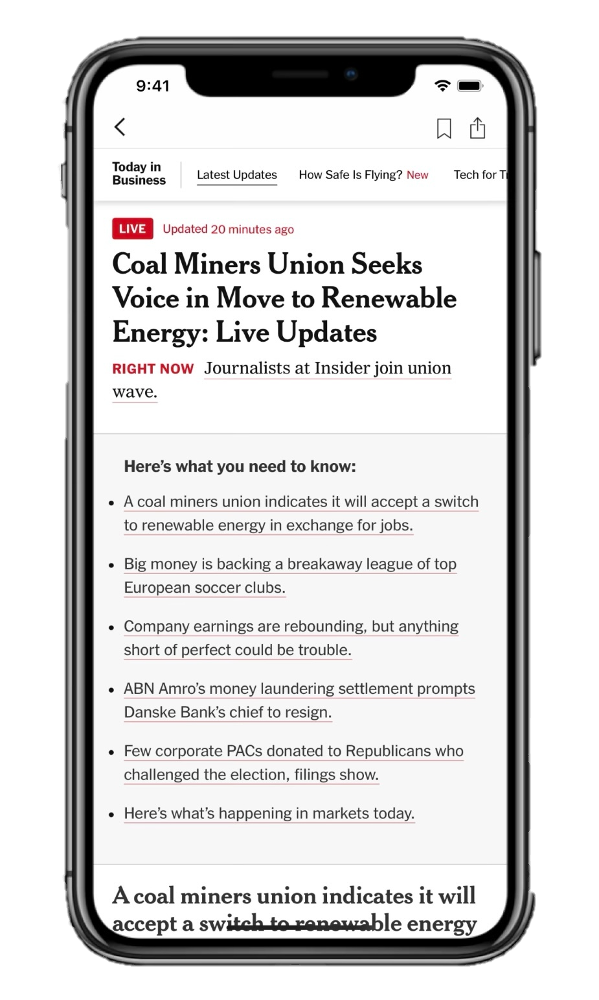 9:41
Today in
Business
Latest Updates
How Safe Is Flying? New
Tech for
LIVE Updated 20 minutes ago
Coal Miners Union Seeks
Voice in Move to Renewable
Energy: Live Updates
RIGHT NOW Journalists at Insider join union
wave.
Here’s what you need to know:
• A coal miners union indicates it will accept a switch
to renewable energy in exchange for jobs.
• Big money is backing a breakaway league of top
European soccer clubs.
• Company earnings are rebounding, but anything
short of perfect could be trouble.
• ABN Amro’s money laundering settlement prompts
Danske Bank’s chief to resign.
• Few corporate PACs donated to Republicans who
challenged the election, filings show.
• Here’s what’s happening in markets today.
A coal miners union indicates it will
accept a switch to renewable energy